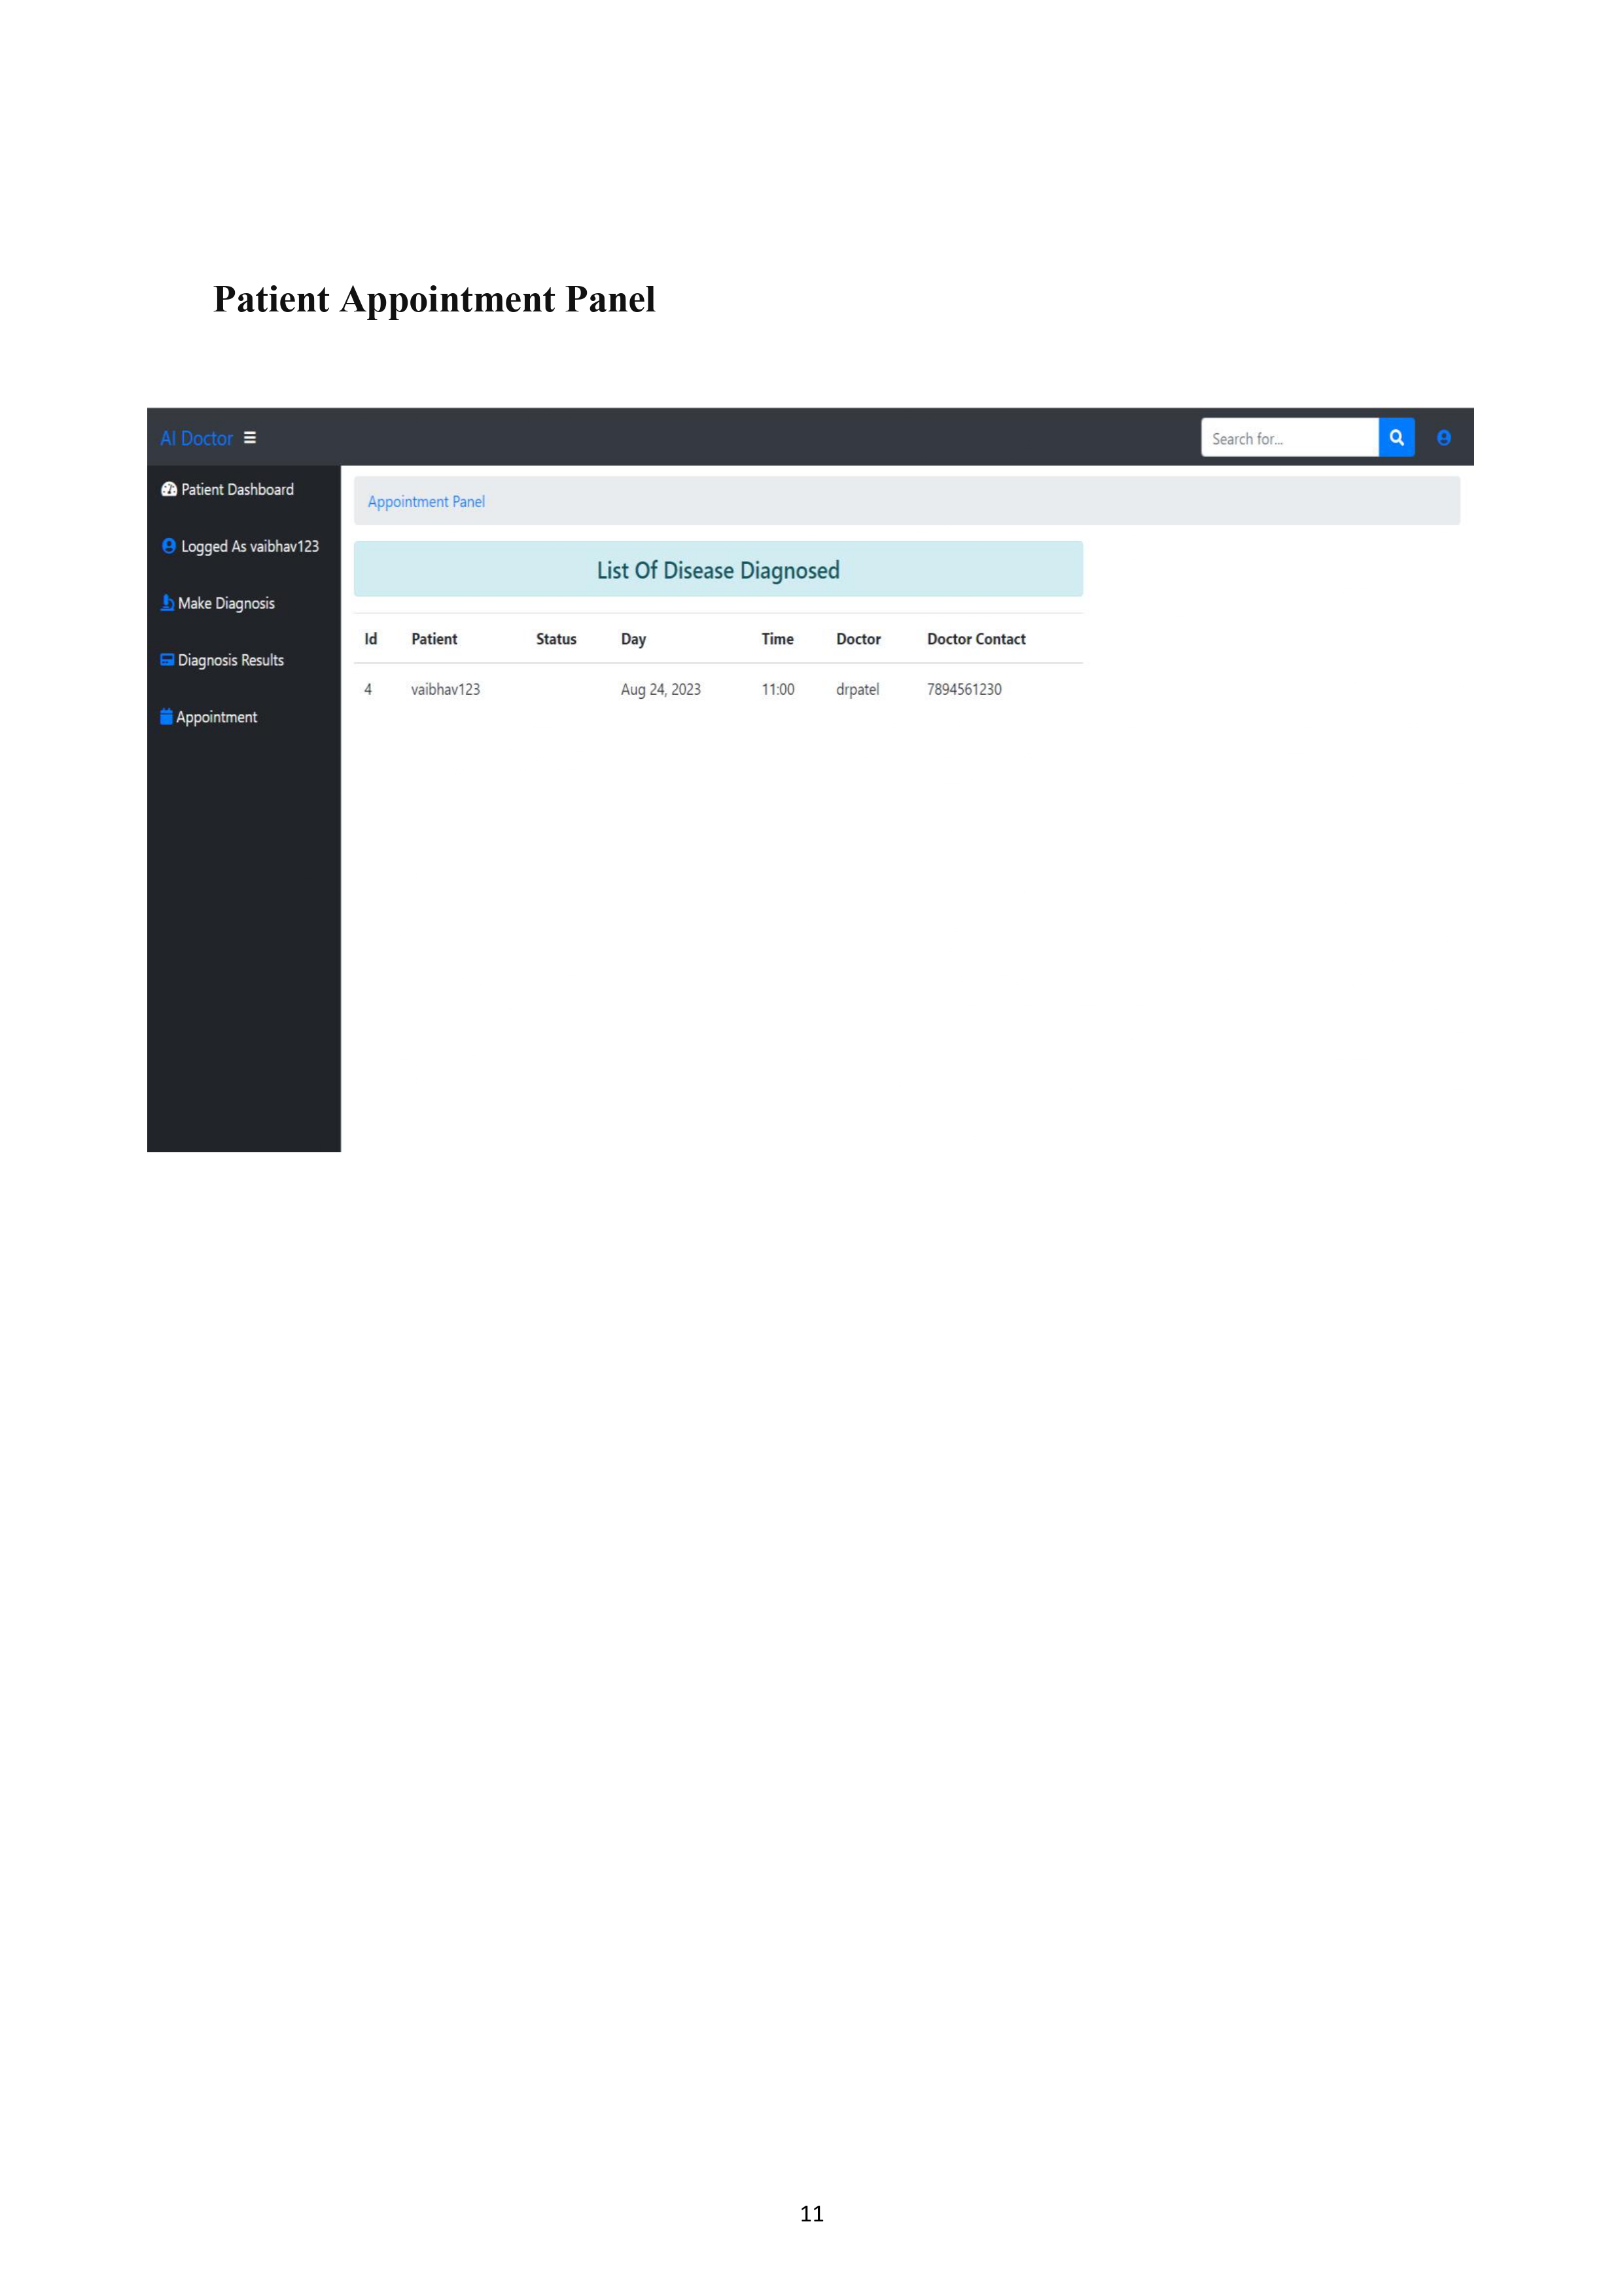 Patient Appointment Panel
AI Doctor
Search for...
Patient Dashboard
Logged As vaibhav123
Make Diagnosis
Diagnosis Results
Appointment
Appointment Panel
List Of Disease Diagnosed
Id Patient Status Day Time Doctor Doctor Contact
4 vaibhav123 Aug 24, 2023 11:00 drpatel 7894561230
11